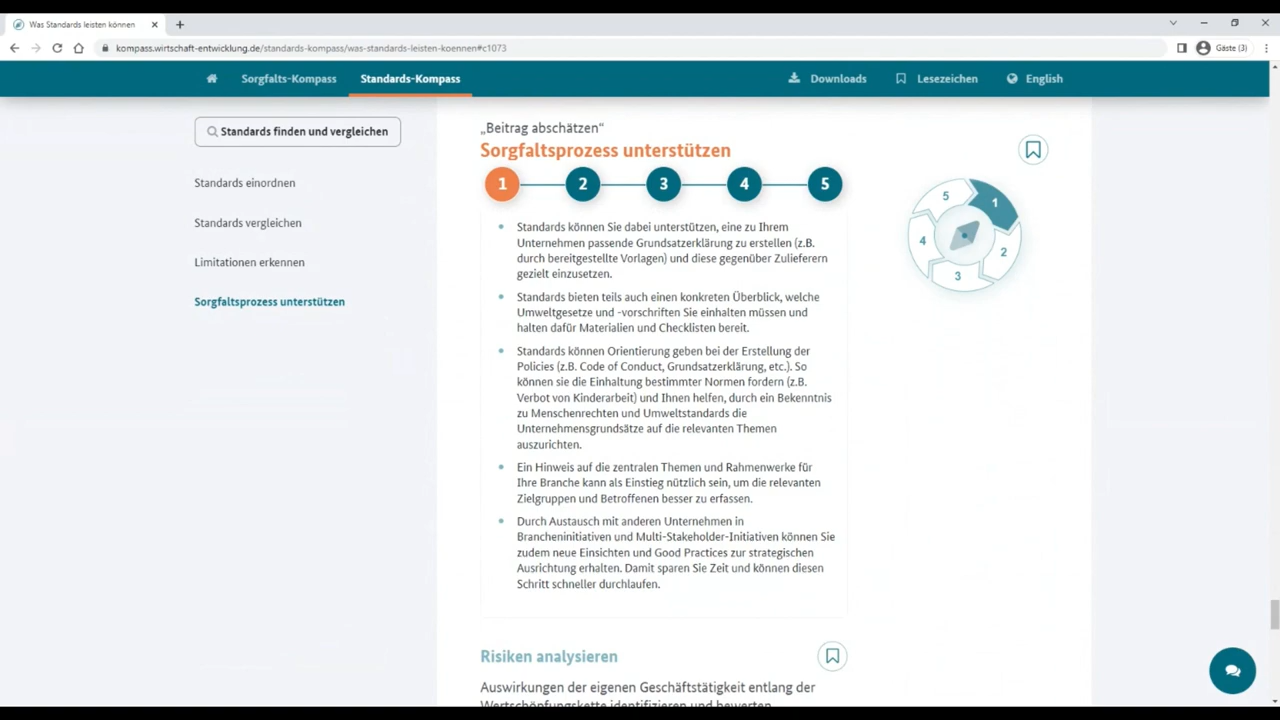 Was Standards leisten können
kompass.wirtschaft-entwicklung.de/standards-kompass/was-standards-leisten-koennen#c1073
Gäste (3)
Sorgfalts-Kompass
Standards-Kompass
Downloads
Lesezeichen
English
Standards finden und vergleichen
Standards einordnen
Standards vergleichen
Limitationen erkennen
Sorgfaltsprozess unterstützen
„Beitrag abschätzen“
Sorgfaltsprozess unterstützen
1 2 3 4 5
Standards können Sie dabei unterstützen, eine zu Ihrem
Unternehmen passende Grundsatzerklärung zu erstellen (z.B.
durch bereitgestellte Vorlagen) und diese gegenüber Zulieferern
gezielt einzusetzen.
Standards bieten teils auch einen konkreten Überblick, welche
Umweltgesetze und -vorschriften Sie einhalten müssen und
halten dafür Materialien und Checklisten bereit.
Standards können Orientierung geben bei der Erstellung der
Policies (z.B. Code of Conduct, Grundsatzerklärung, etc.). So
können sie die Einhaltung bestimmter Normen fordern (z.B.
Verbot von Kinderarbeit) und Ihnen helfen, durch ein Bekenntnis
zu Menschenrechten und Umweltstandards die
Unternehmensgrundsätze auf die relevanten Themen
auszurichten.
Ein Hinweis auf die zentralen Themen und Rahmenwerke für
Ihre Branche kann als Einstieg nützlich sein, um die relevanten
Zielgruppen und Betroffenen besser zu erfassen.
Durch Austausch mit anderen Unternehmen in
Brancheninitiativen und Multi-Stakeholder-Initiativen können Sie
zudem neue Einsichten und Good Practices zur strategischen
Ausrichtung erhalten. Damit sparen Sie Zeit und können diesen
Schritt schneller durchlaufen.
5
1
4
2
3
Risiken analysieren
Auswirkungen der eigenen Geschäftstätigkeit entlang der
Wertschöpfungskette identifizieren und bewerten